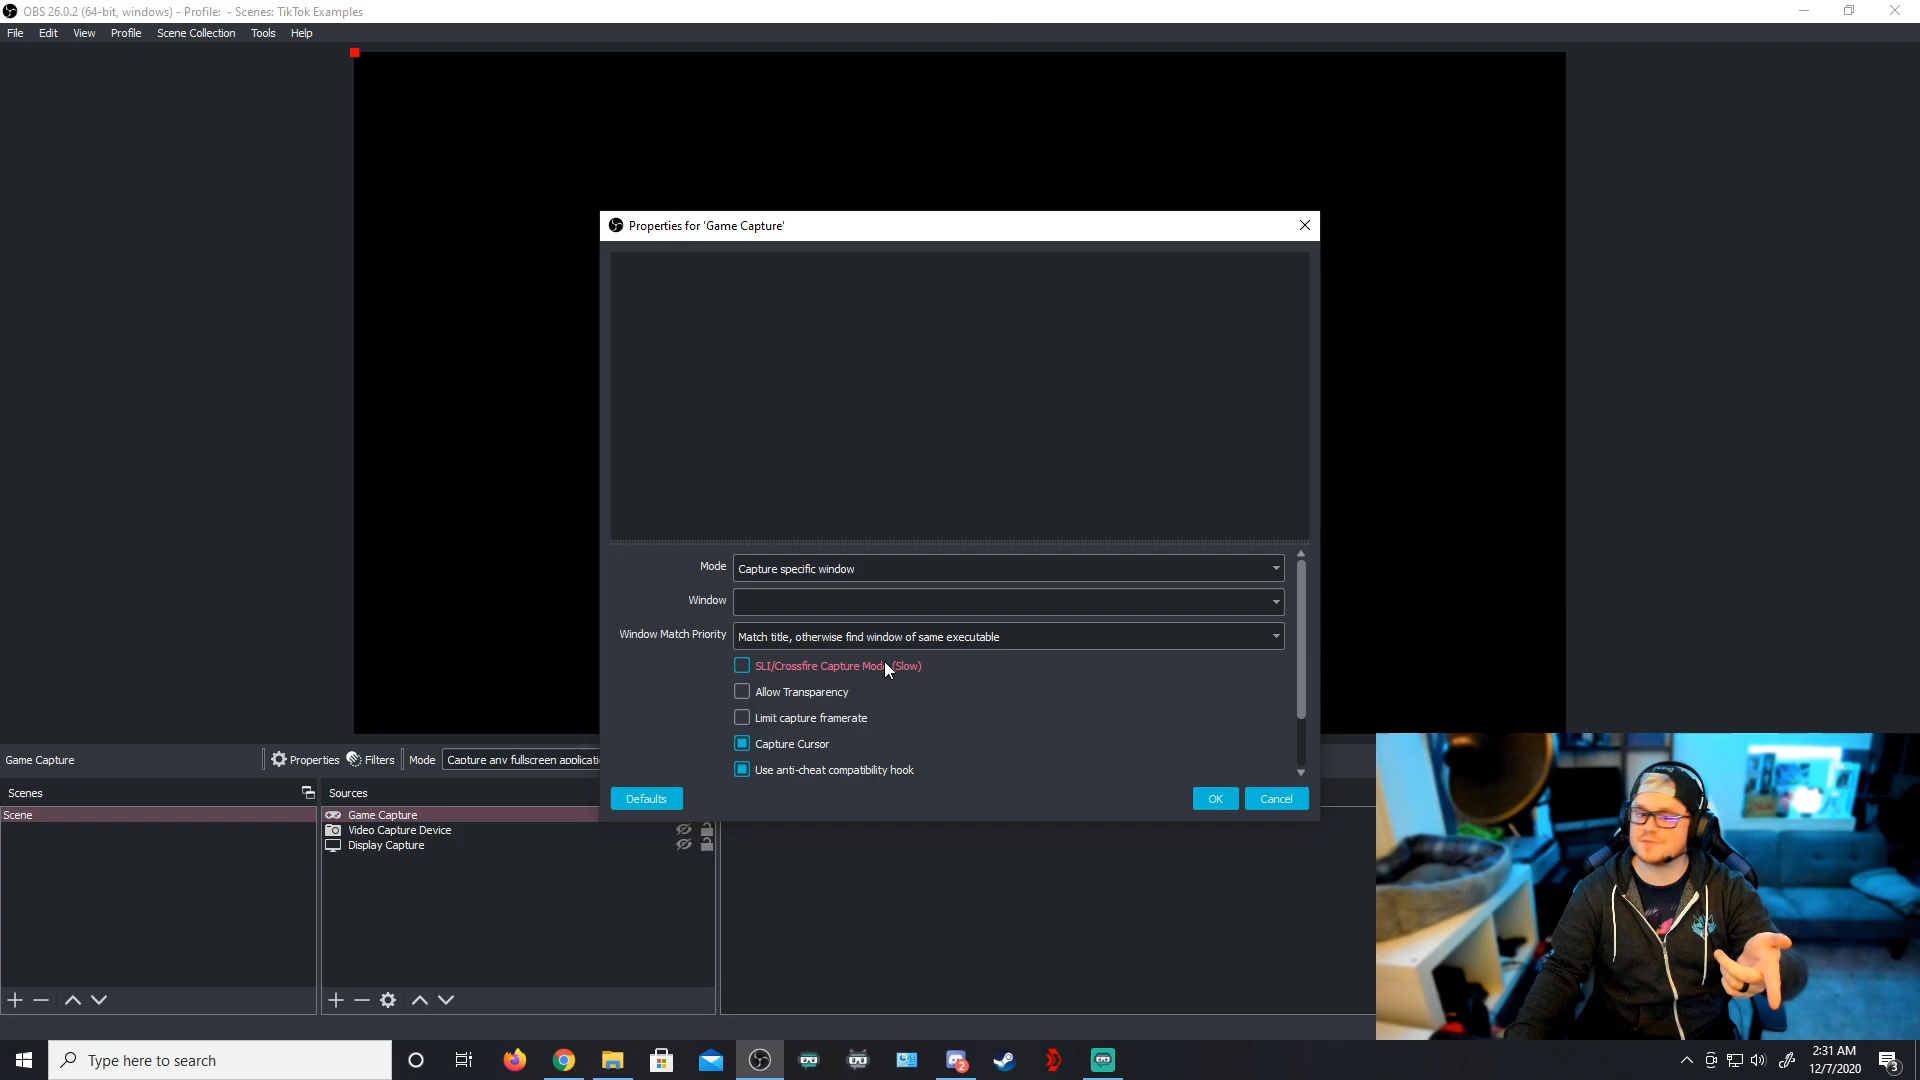 OBS 26.0.2 (64-bit, windows) - Profile:  - Scenes: TikTok Examples
File Edit View Profile Scene Collection Tools Help
Properties for 'Game Capture'
Mode Capture specific window
Window
Window Match Priority Match title, otherwise find window of same executable
SLI/Crossfire Capture Mode (Slow)
Allow Transparency
Limit capture framerate
Capture Cursor
Use anti-cheat compatibility hook
Defaults OK Cancel
Game Capture Properties Filters Mode Capture any fullscreen applicati
Scenes
Scene
Sources
Game Capture
Video Capture Device
Display Capture
Type here to search
2
2:31 AM
12/7/2020
3